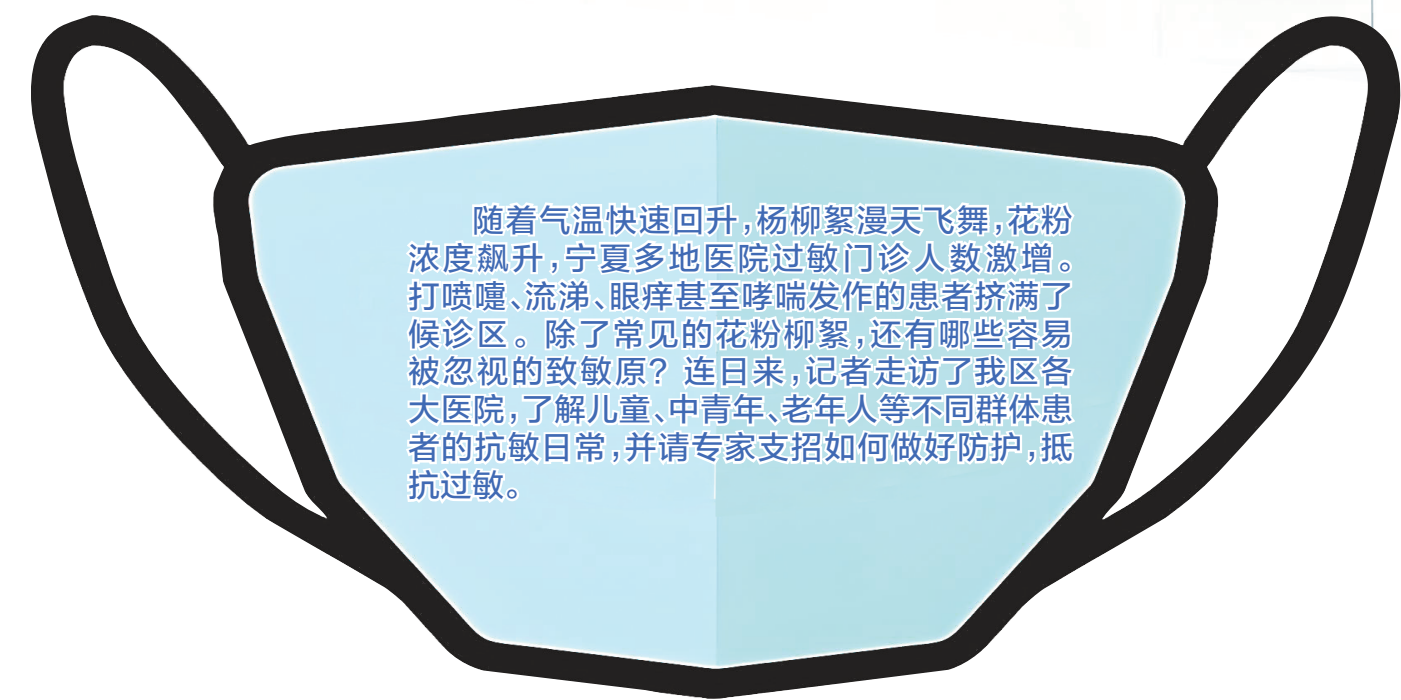 随着气温快速回升，杨柳絮漫天飞舞，花粉
浓度飙升，宁夏多地医院过敏门诊人数激增。
打喷嚏、流涕、眼痒甚至哮喘发作的患者挤满了
候诊区。除了常见的花粉柳絮，还有哪些容易
被忽视的致敏原？连日来，记者走访了我区各
大医院，了解儿童、中青年、老年人等不同群体患
者的抗敏日常，并请专家支招如何做好防护，抵
抗过敏。